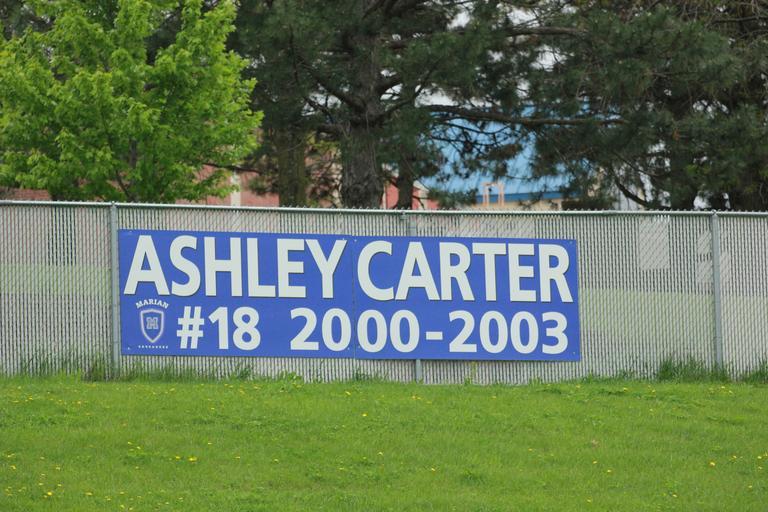 ASHLEY CARTER
MARIAN
M
#18 2000-2003